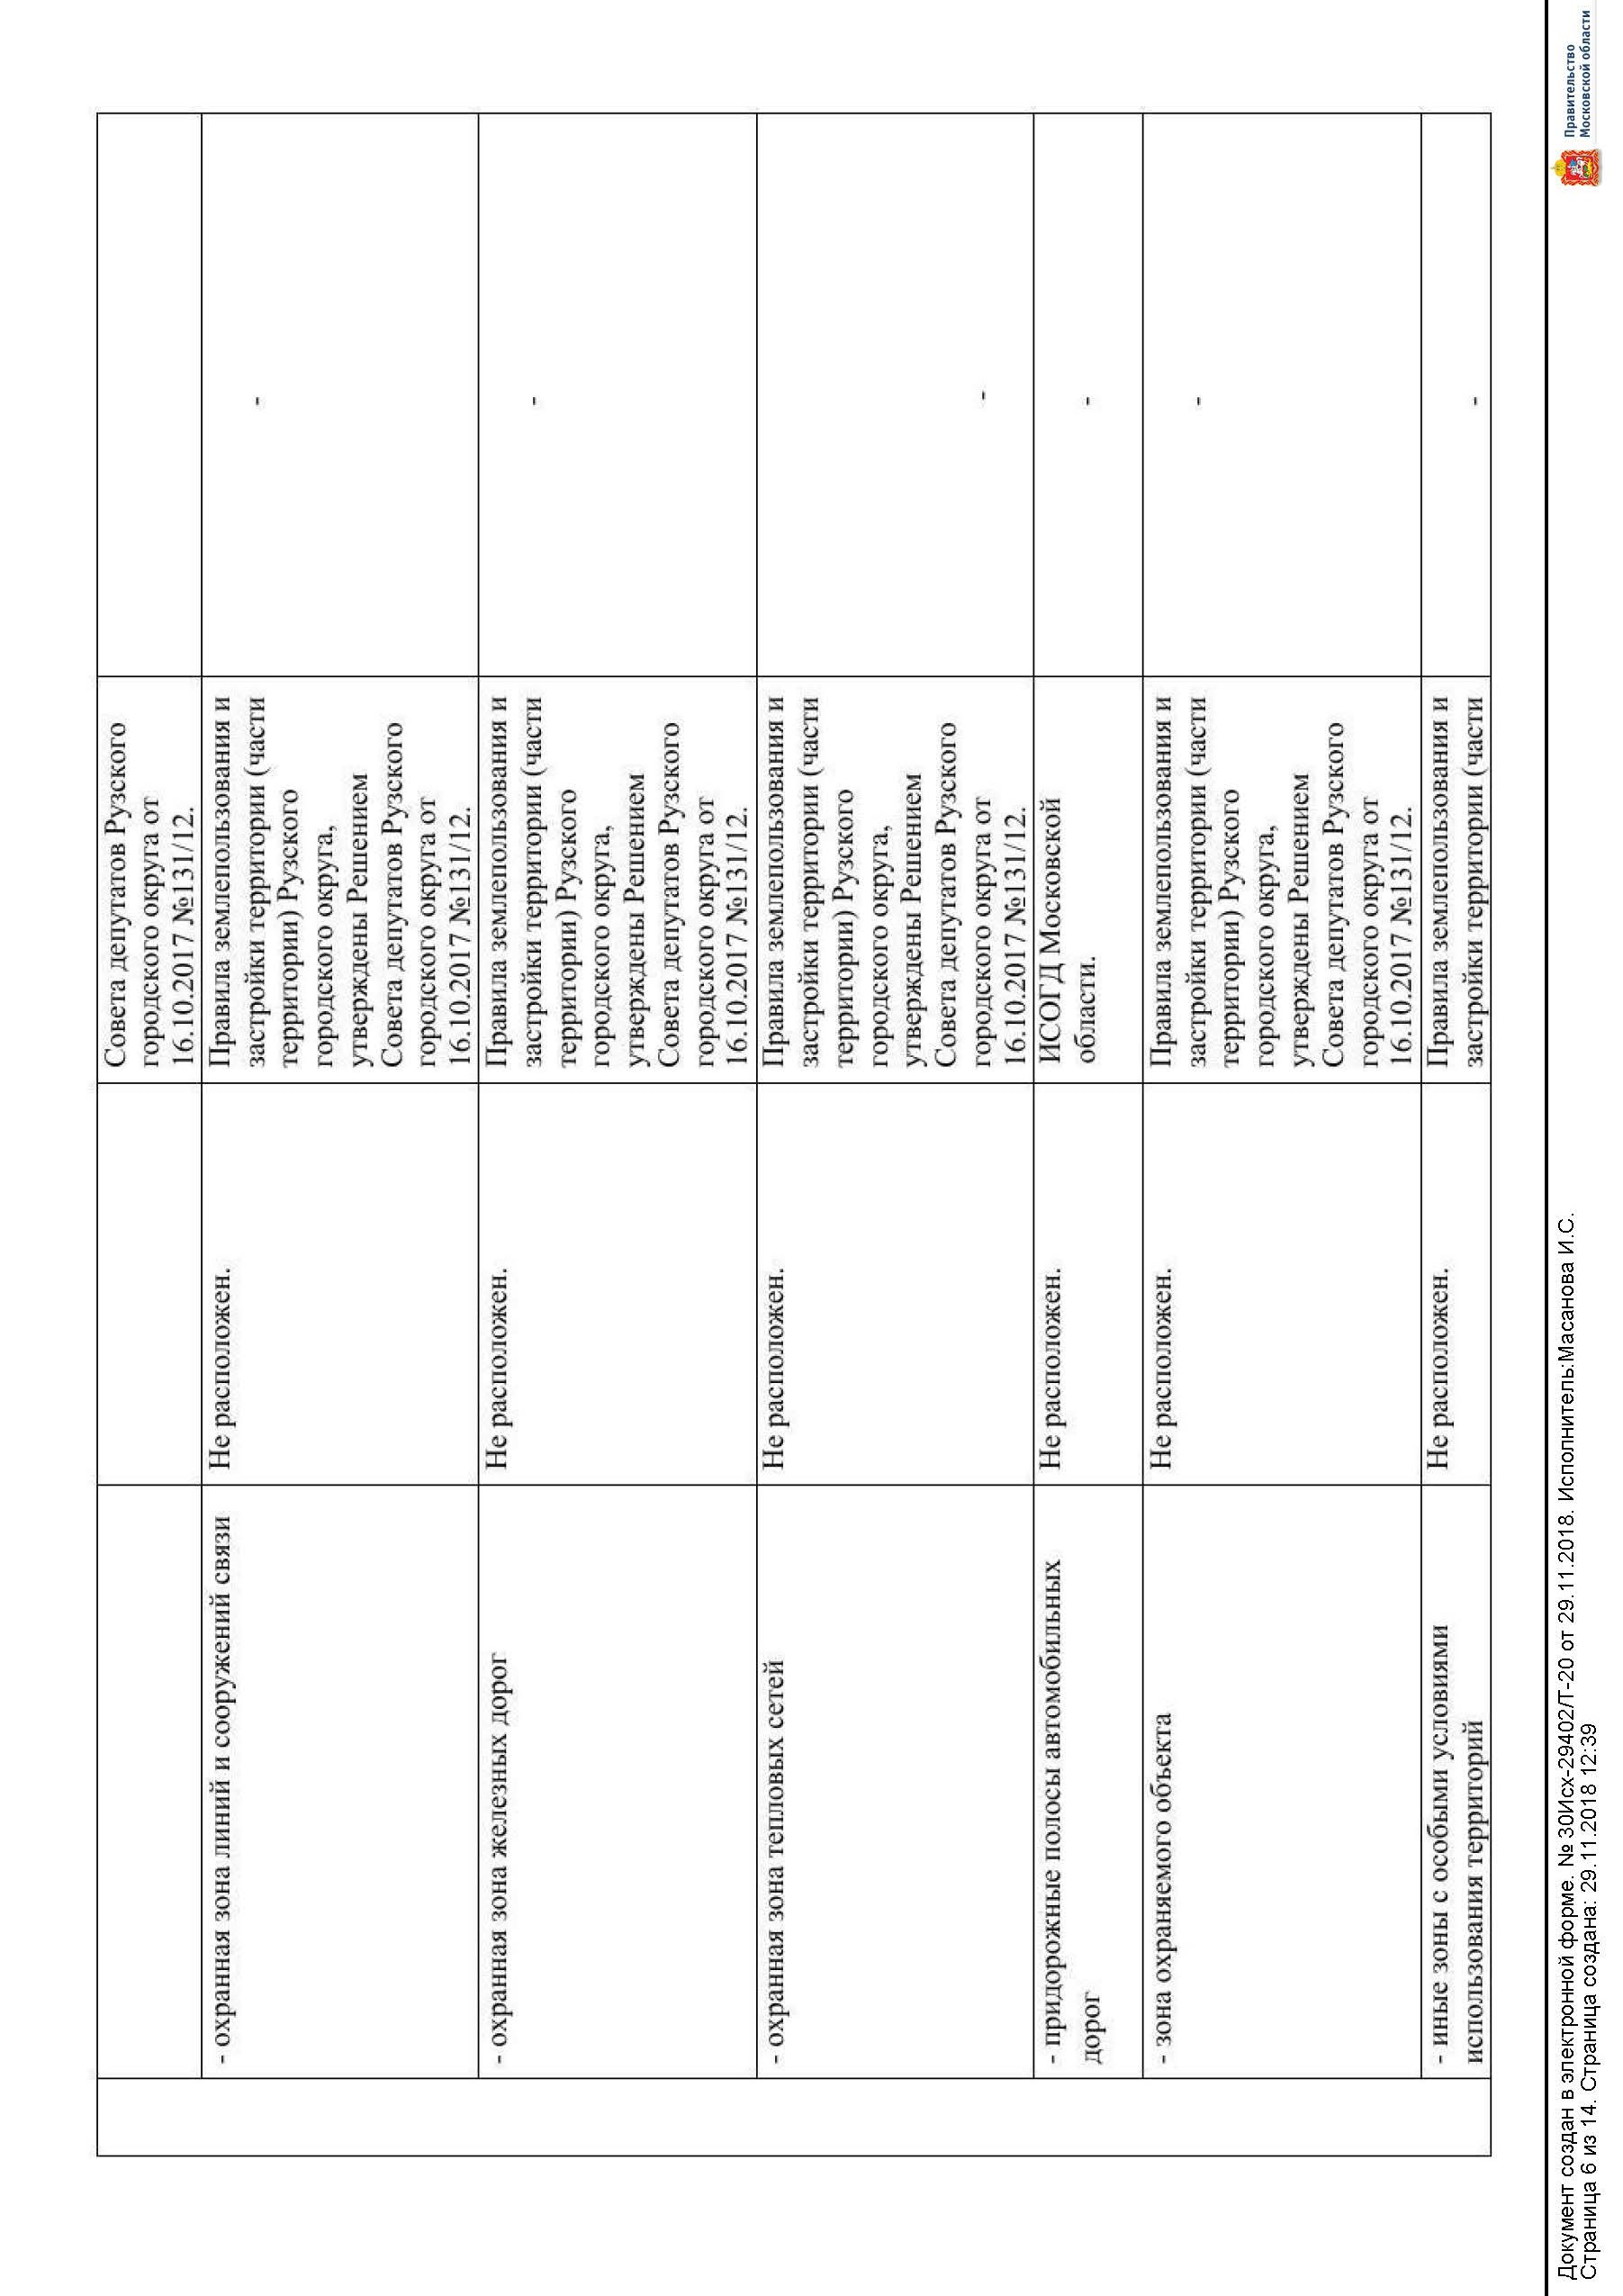 Совета депутатов Рузского
городского округа от
16.10.2017 №131/12.
- охранная зона линий и сооружений связи
Не расположен.
Правила землепользования и
застройки территории (части
территории) Рузского
городского округа,
утверждены Решением
Совета депутатов Рузского
городского округа от
16.10.2017 №131/12.
-
- охранная зона железных дорог
Не расположен.
Правила землепользования и
застройки территории (части
территории) Рузского
городского округа,
утверждены Решением
Совета депутатов Рузского
городского округа от
16.10.2017 №131/12.
-
- охранная зона тепловых сетей
Не расположен.
Правила землепользования и
застройки территории (части
территории) Рузского
городского округа,
утверждены Решением
Совета депутатов Рузского
городского округа от
16.10.2017 №131/12.
-
- придорожные полосы автомобильных
дорог
Не расположен.
ИСОГД Московской
области.
-
- зона охраняемого объекта
Не расположен.
Правила землепользования и
застройки территории (части
территории) Рузского
городского округа,
утверждены Решением
Совета депутатов Рузского
городского округа от
16.10.2017 №131/12.
-
- иные зоны с особыми условиями
использования территорий
Не расположен.
Правила землепользования и
застройки территории (части
-
Документ создан в электронной форме. № 30Исх-29402/Т-20 от 29.11.2018. Исполнитель:Масанова И.С.
Страница 6 из 14. Страница создана: 29.11.2018 12:39
Правительство
Московской области